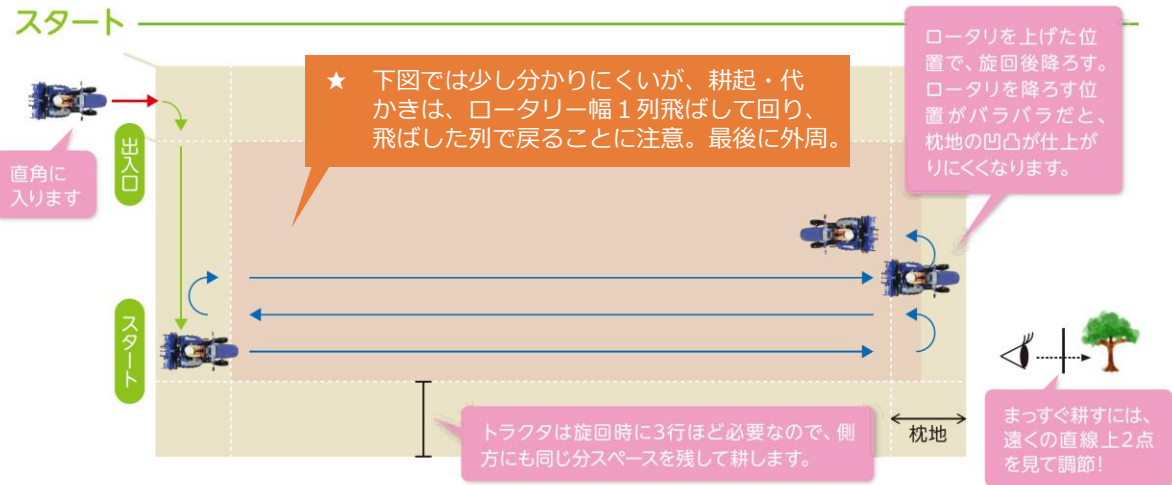 スタート
ロータリを上げた位
置で、旋回後降ろす。
ロータリを降ろす位
置がバラバラだと、
枕地の凹凸が仕上が
りにくくなります。
★ 下図では少し分かりにくいが、耕起・代
かきは、ロータリー幅１列飛ばして回り、
飛ばした列で戻ることに注意。最後に外周。
出入口
直角に
入ります
スタート
トラクタは旋回時に3行ほど必要なので、側
方にも同じ分スペースを残して耕します。
枕地
まっすぐ耕すには、
遠くの直線上2点
を見て調節!